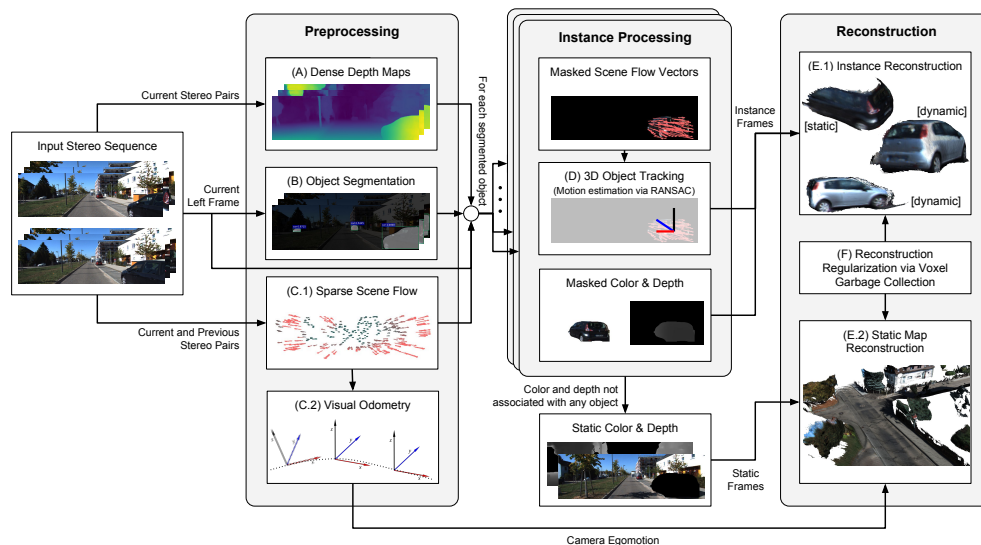 Preprocessing
Instance Processing
Reconstruction
(A) Dense Depth Maps
Masked Scene Flow Vectors
(E.1) Instance Reconstruction
Current Stereo Pairs
For each segmented object
Instance
Frames
[static]
[dynamic]
[dynamic]
Input Stereo Sequence
(B) Object Segmentation
(D) 3D Object Tracking
(Motion estimation via RANSAC)
Current
Left Frame
(F) Reconstruction
Regularization via Voxel
Garbage Collection
(C.1) Sparse Scene Flow
Masked Color & Depth
Current and Previous
Stereo Pairs
(E.2) Static Map
Reconstruction
Color and depth not
associated with any object
(C.2) Visual Odometry
Static Color & Depth
Static
Frames
Camera Egomotion